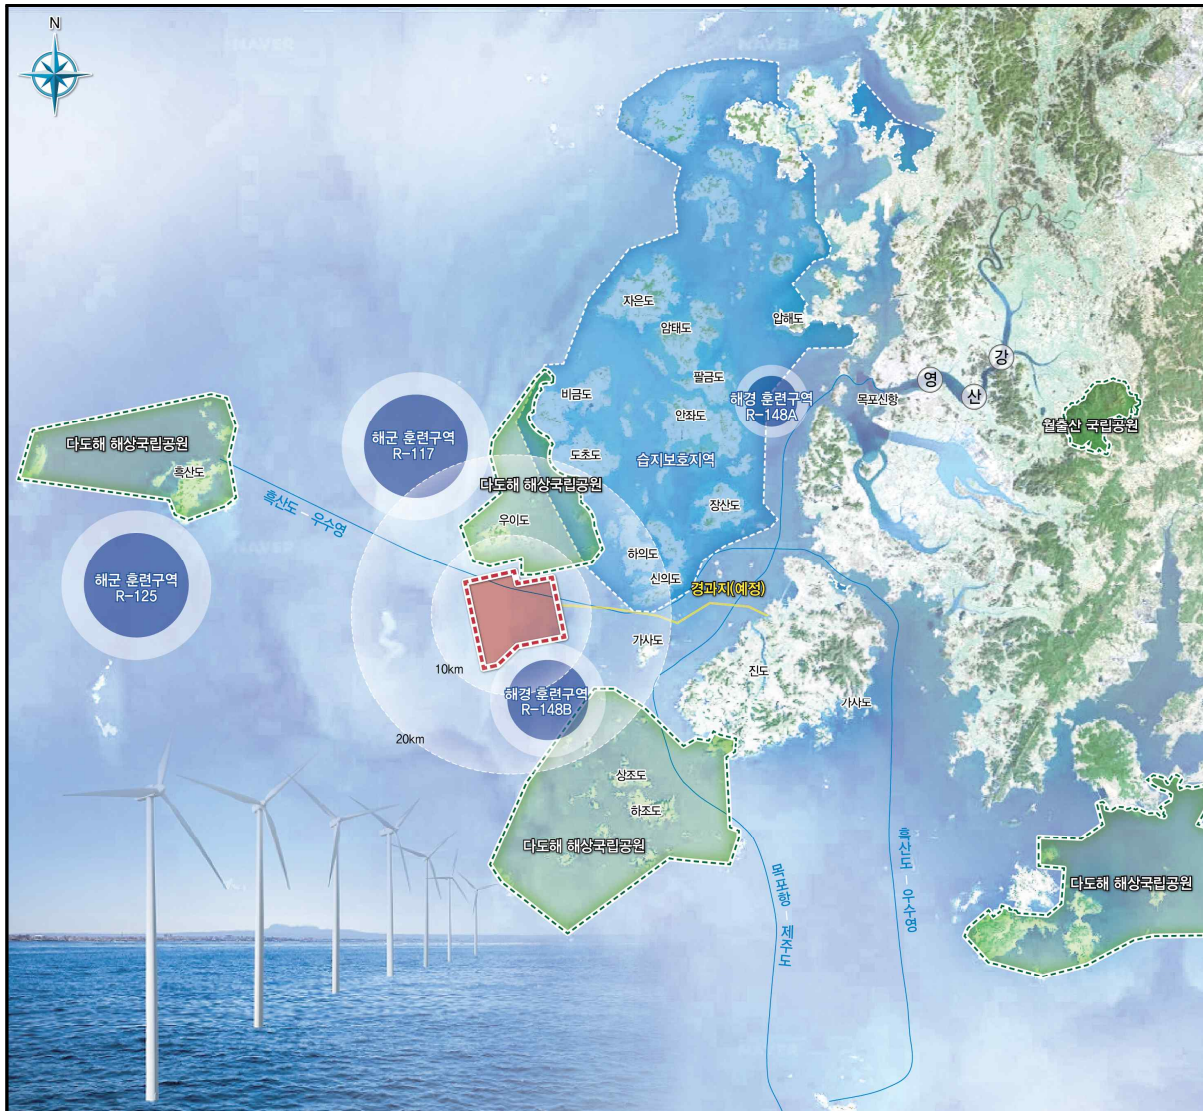 N
NAVER
NAVER
자은도
암태도
압해도
팔금도
비금도
안좌도
해경 훈련구역
R-148A
목포신항
영
산
강
월출산 국립공원
다도해 해상국립공원
흑산도
해군 훈련구역
R-117
도초도
습지보호지역
다도해 해상국립공원
장산도
우이도
흑산도 - 우수영
하의도
신의도
해군 훈련구역
R-125
경과지(예정)
가사도
10km
진도
가사도
해경 훈련구역
R-148B
20km
상조도
하조도
다도해 해상국립공원
목포항 - 제주도
흑산도 - 우수영
다도해 해상국립공원
NAVER